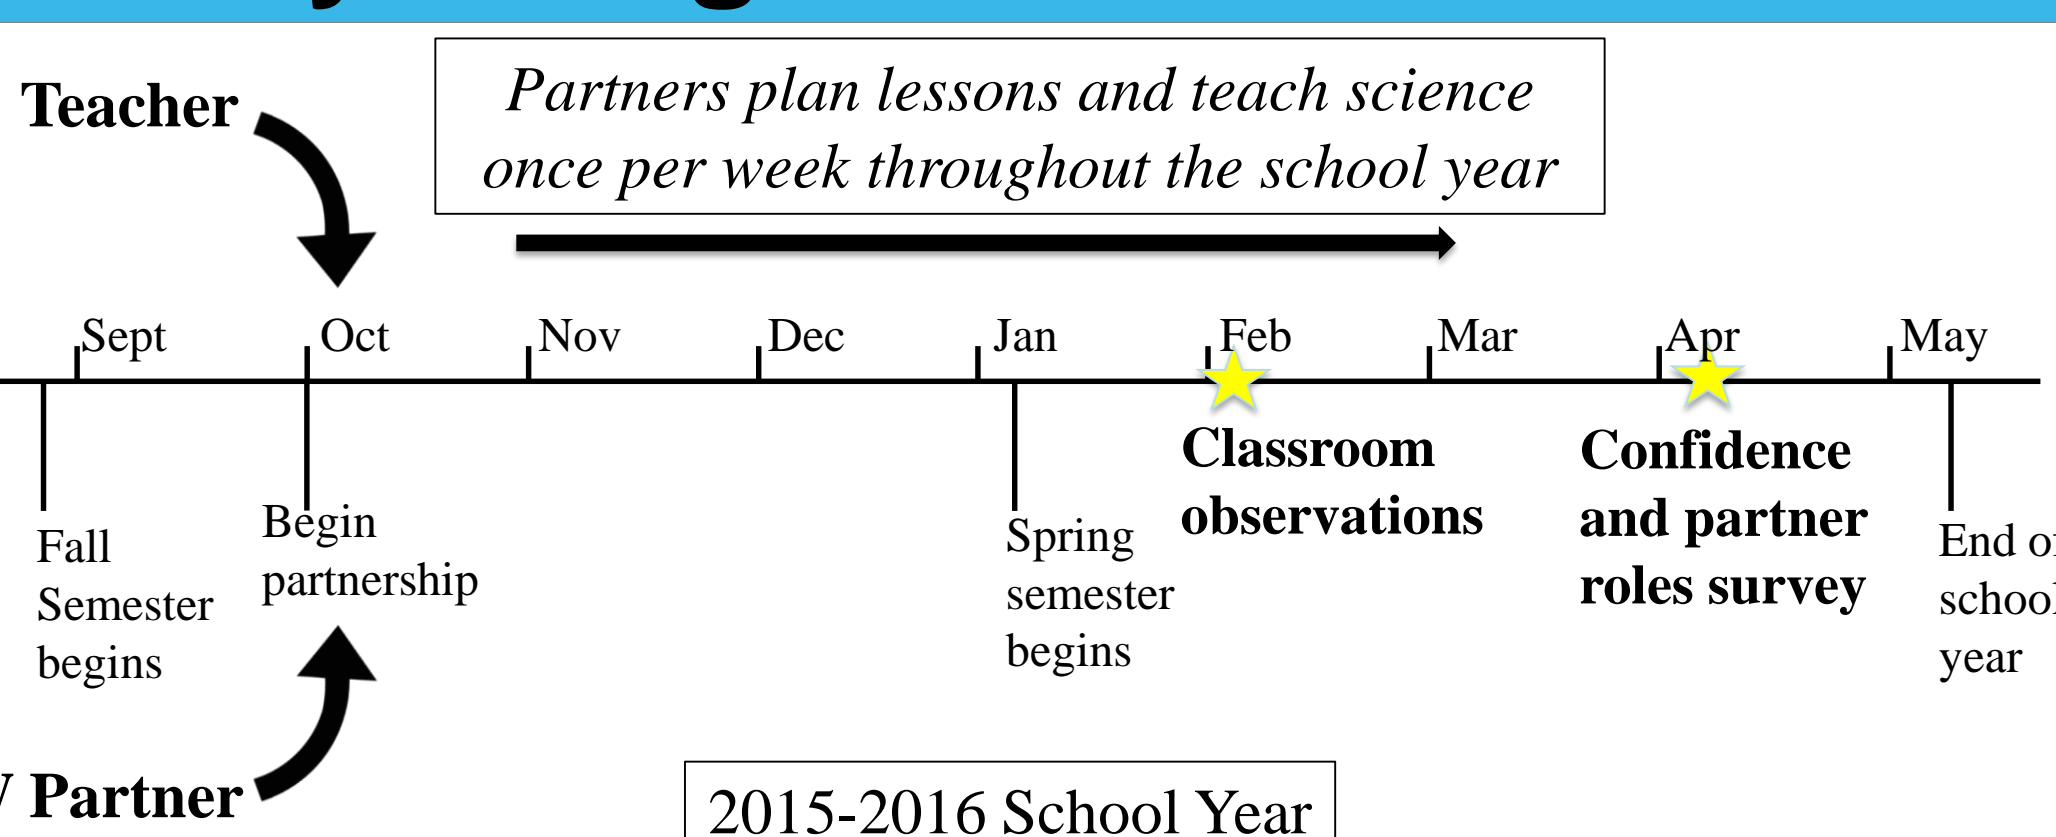 Teacher
Partners plan lessons and teach science
once per week throughout the school year
Sept Oct Nov Dec Jan Feb Mar Apr May
Fall
Semester
begins
Begin
partnership
Spring
semester
begins
Classroom
observations
Confidence
and partner
roles survey
End of
school
year
Partner
2015-2016 School Year